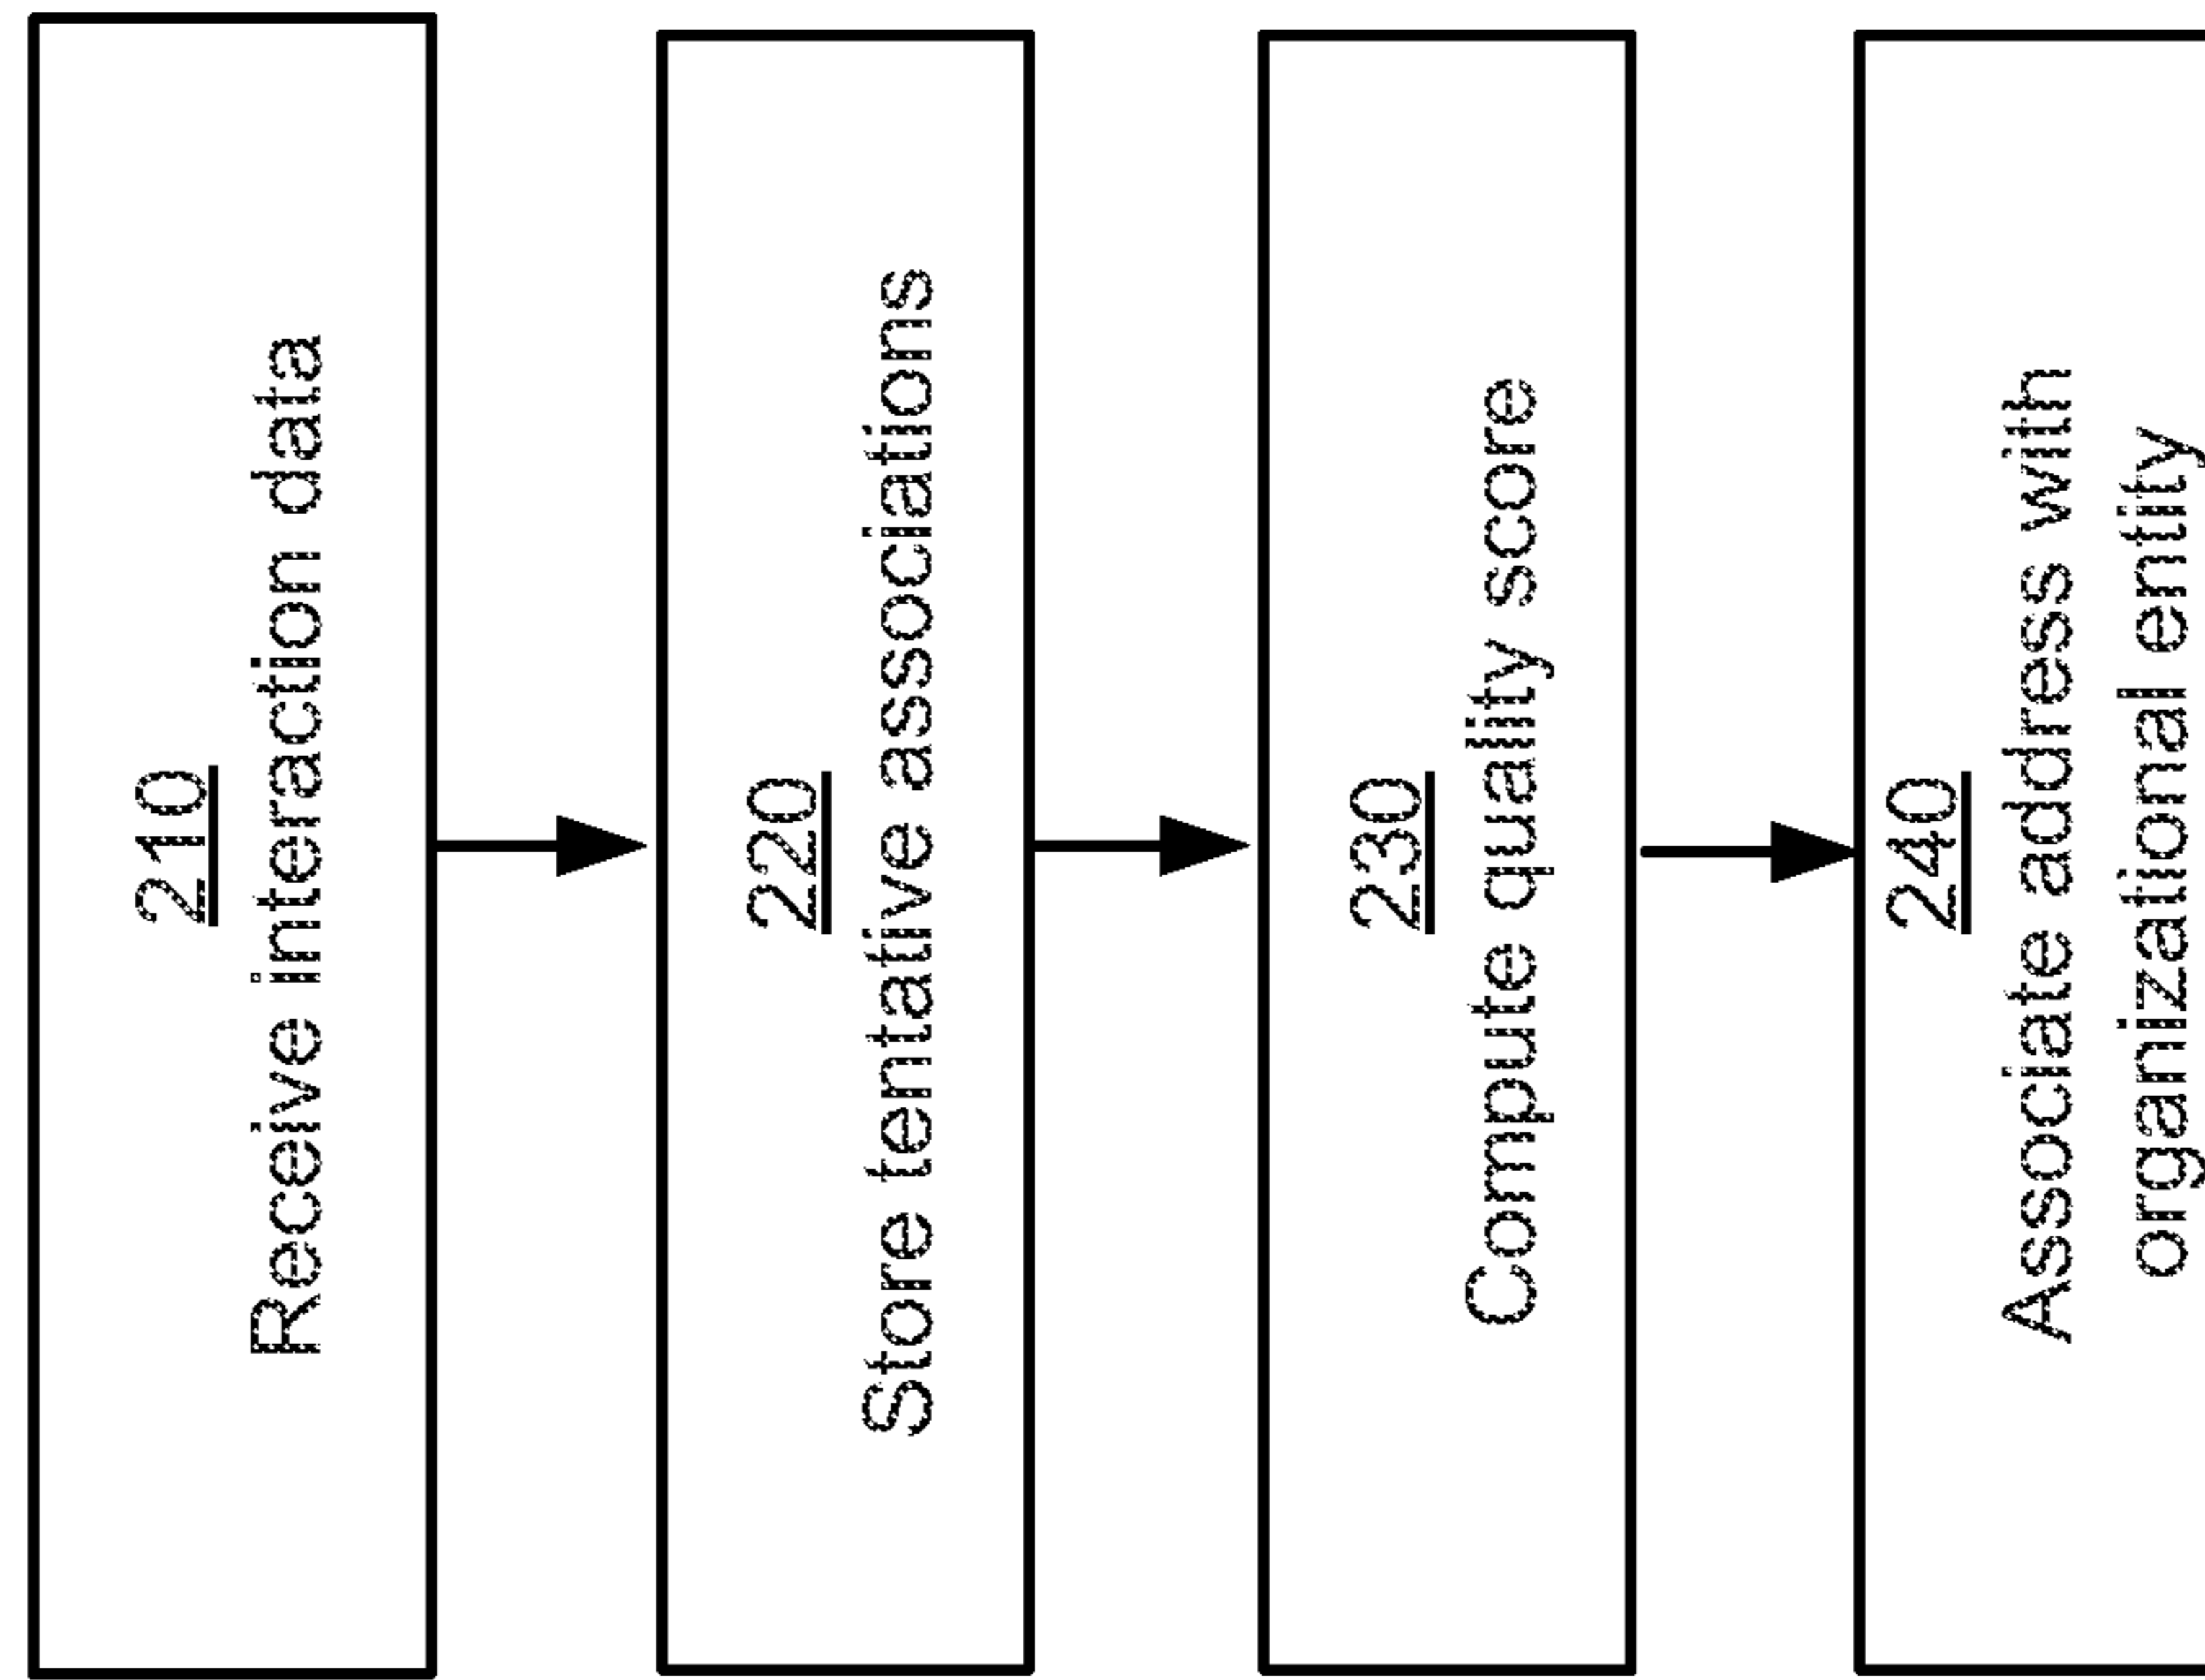 210
Receive interaction data
220
Store tentative associations
230
Compute quality score
240
Associate address with
organizational entity